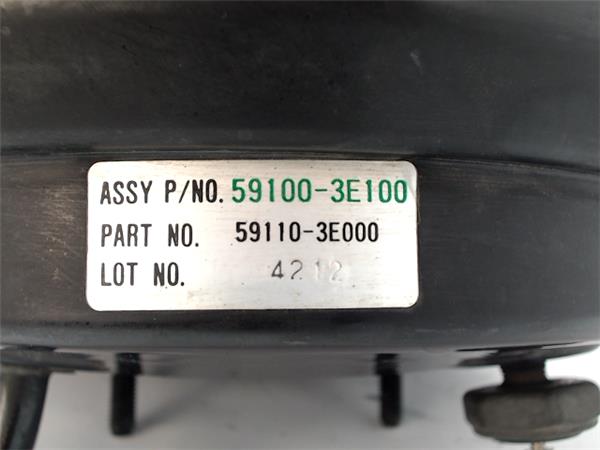 ASSY P/NO. 59100-3E100
PART NO. 59110-3E000
LOT NO. 4212